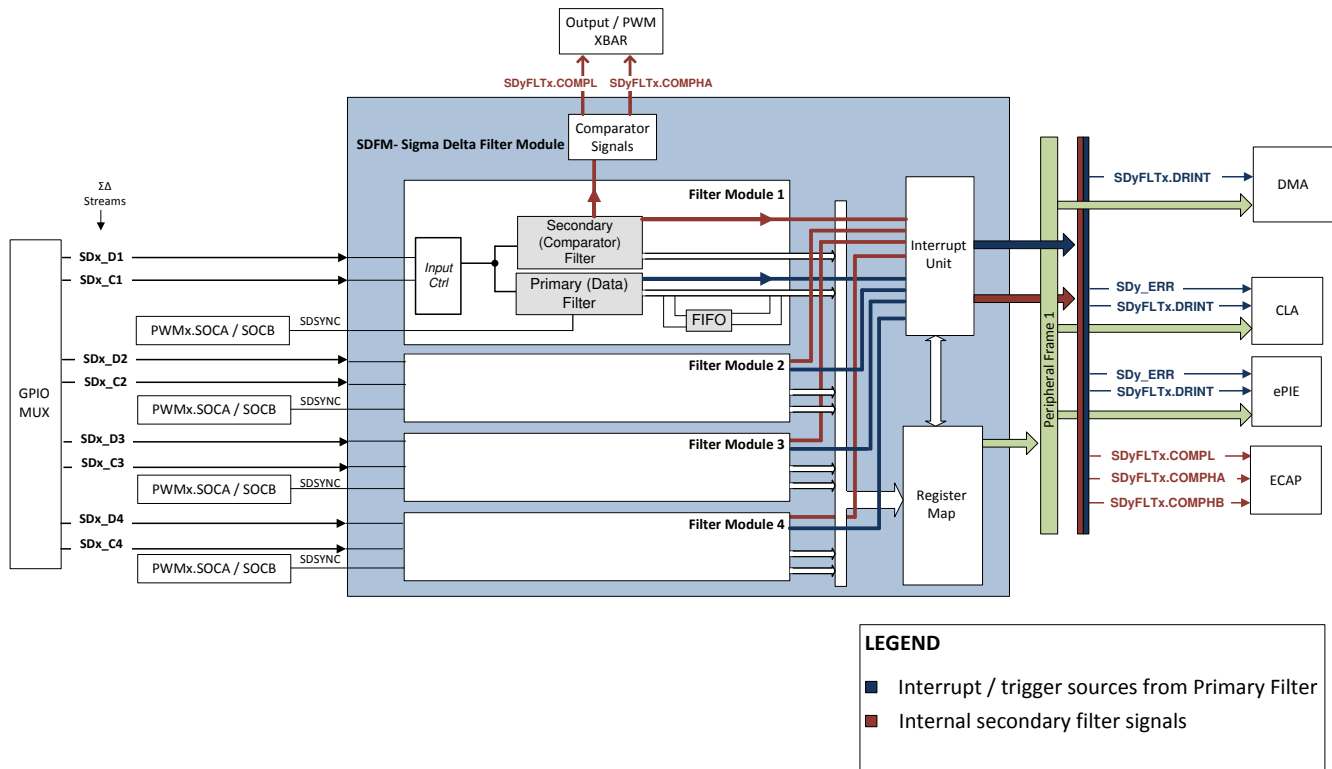 Output / PWM
XBAR
SDyFLTx.COMPL
SDyFLTx.COMPHA
Comparator
Signals
SDFM- Sigma Delta Filter Module
ΣΔ
Streams
GPIO
MUX
SDx_D1
SDx_C1
PWMx.SOCA / SOCB
SDSYNC
SDx_D2
SDx_C2
PWMx.SOCA / SOCB
SDSYNC
SDx_D3
SDx_C3
PWMx.SOCA / SOCB
SDSYNC
SDx_D4
SDx_C4
PWMx.SOCA / SOCB
SDSYNC
Filter Module 1
Input
Ctrl
Secondary
(Comparator)
Filter
Primary (Data)
Filter
FIFO
Filter Module 2
Filter Module 3
Filter Module 4
Interrupt
Unit
Register
Map
Peripheral Frame 1
SDyFLTx.DRINT
DMA
SDy_ERR
SDyFLTx.DRINT
CLA
SDy_ERR
SDyFLTx.DRINT
ePIE
SDyFLTx.COMPL
SDyFLTx.COMPHA
SDyFLTx.COMPHB
ECAP
LEGEND
Interrupt / trigger sources from Primary Filter
Internal secondary filter signals